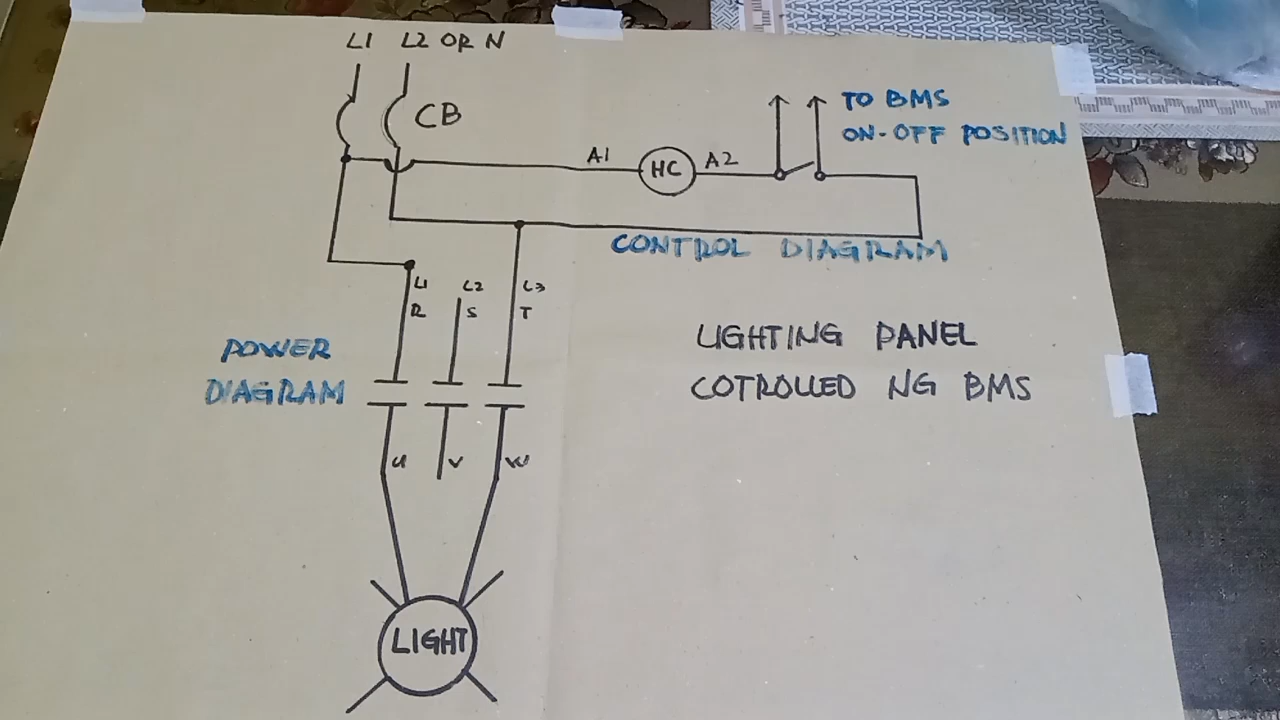 L1 L2 OR N
CB
TO BMS
ON-OFF POSITION
A1 HC A2
CONTROL DIAGRAM
L1 L2 L3
R S T
POWER
DIAGRAM
LIGHTING PANEL
COTROLLED NG BMS
U V W
LIGHT